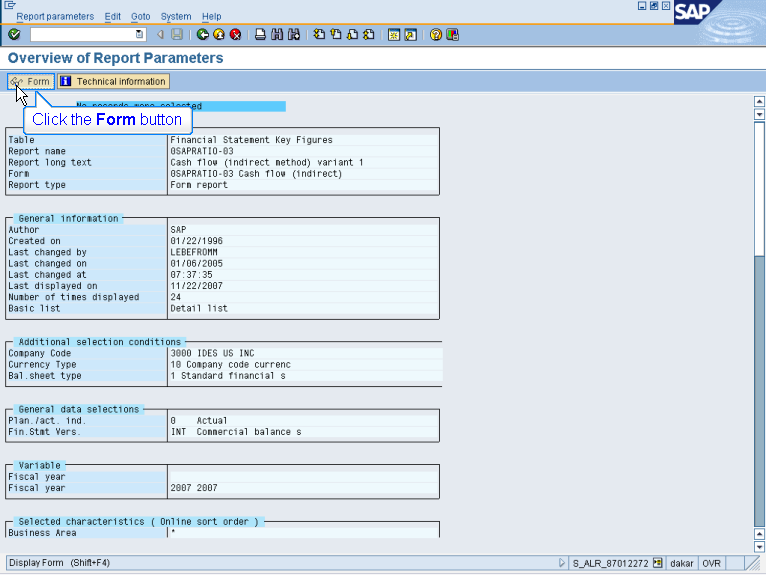 Report parameters Edit Goto System Help
SAP
Overview of Report Parameters
Form Technical information
No records more selected
Click the Form button
Table Financial Statement Key Figures
Report name 0SAPRATIO-03
Report long text Cash flow (indirect method) variant 1
Form 0SAPRATIO-03 Cash flow (indirect)
Report type Form report
General information
Author SAP
Created on 01/22/1996
Last changed by LEBEFROMM
Last changed on 01/06/2005
Last changed at 07:37:35
Last displayed on 11/22/2007
Number of times displayed 24
Basic list Detail list
Additional selection conditions
Company Code 3000 IDES US INC
Currency Type 10 Company code currenc
Bal.sheet type 1 Standard financial s
General data selections
Plan./act. ind. 0 Actual
Fin.Stmt Vers. INT Commercial balance s
Variable
Fiscal year
Fiscal year 2007 2007
Selected characteristics ( Online sort order )
Business Area *
Display Form (Shift+F4) S_ALR_87012272 dakar OVR